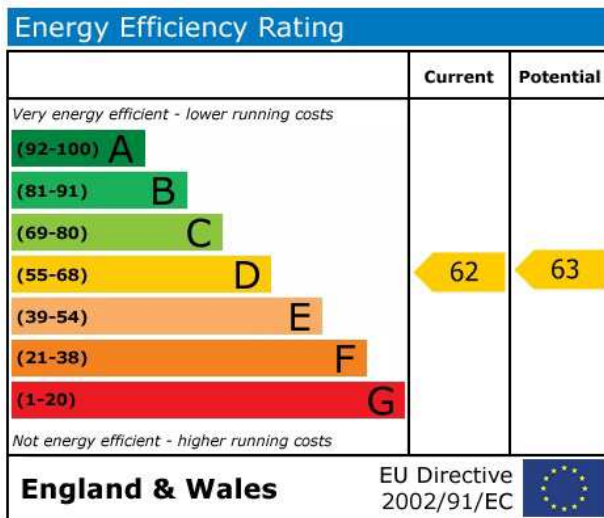 Energy Efficiency Rating
Current Potential
Very energy efficient - lower running costs
(92-100) A
(81-91) B
(69-80) C
(55-68) D 62 63
(39-54) E
(21-38) F
(1-20) G
Not energy efficient - higher running costs
England & Wales
EU Directive
2002/91/EC